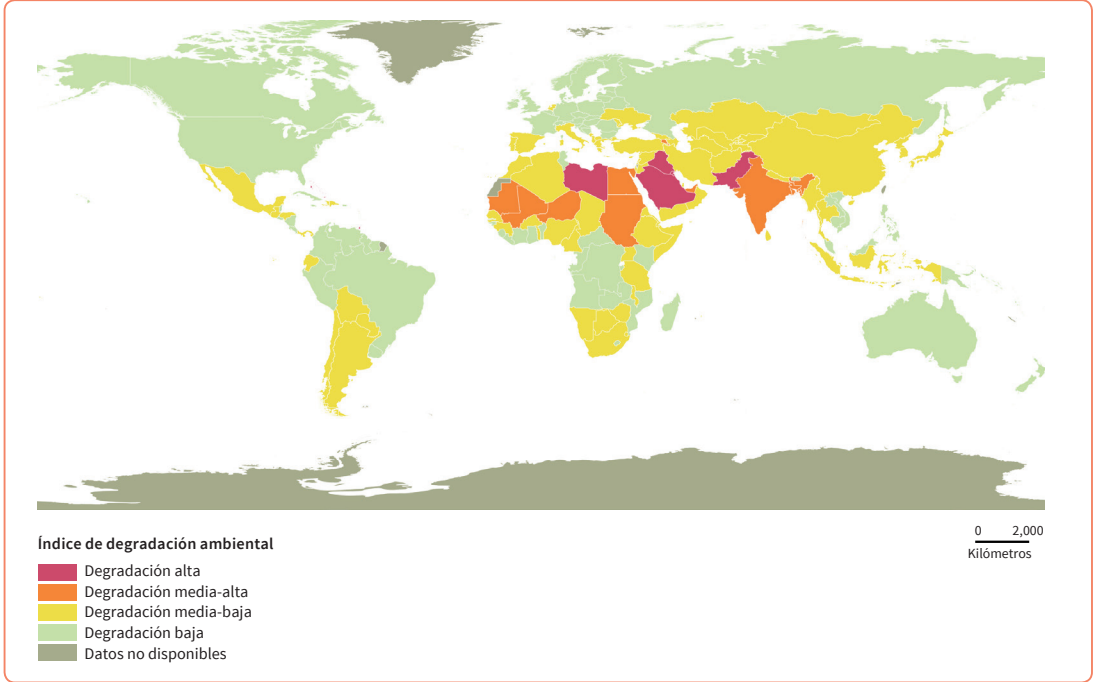 Índice de degradación ambiental
Degradación alta
Degradación media-alta
Degradación media-baja
Degradación baja
Datos no disponibles
0 2,000
Kilómetros